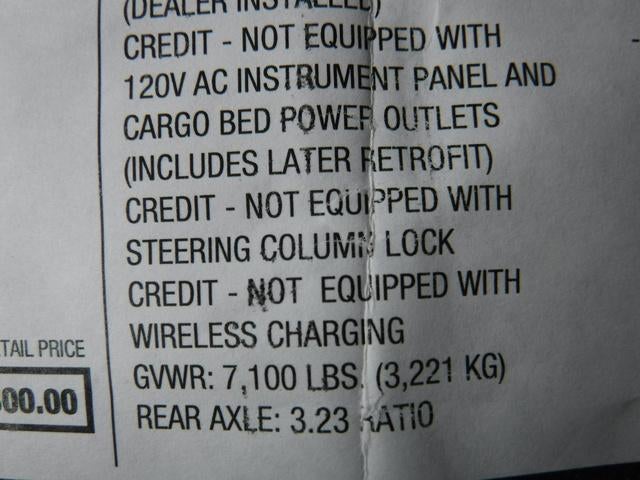 (DEALER INSTALLED)
CREDIT - NOT EQUIPPED WITH
120V AC INSTRUMENT PANEL AND
CARGO BED POWER OUTLETS
(INCLUDES LATER RETROFIT)
CREDIT - NOT EQUIPPED WITH
STEERING COLUMN LOCK
CREDIT - NOT EQUIPPED WITH
WIRELESS CHARGING
GVWR: 7,100 LBS. (3,221 KG)
REAR AXLE: 3.23 RATIO
TAIL PRICE
00.00